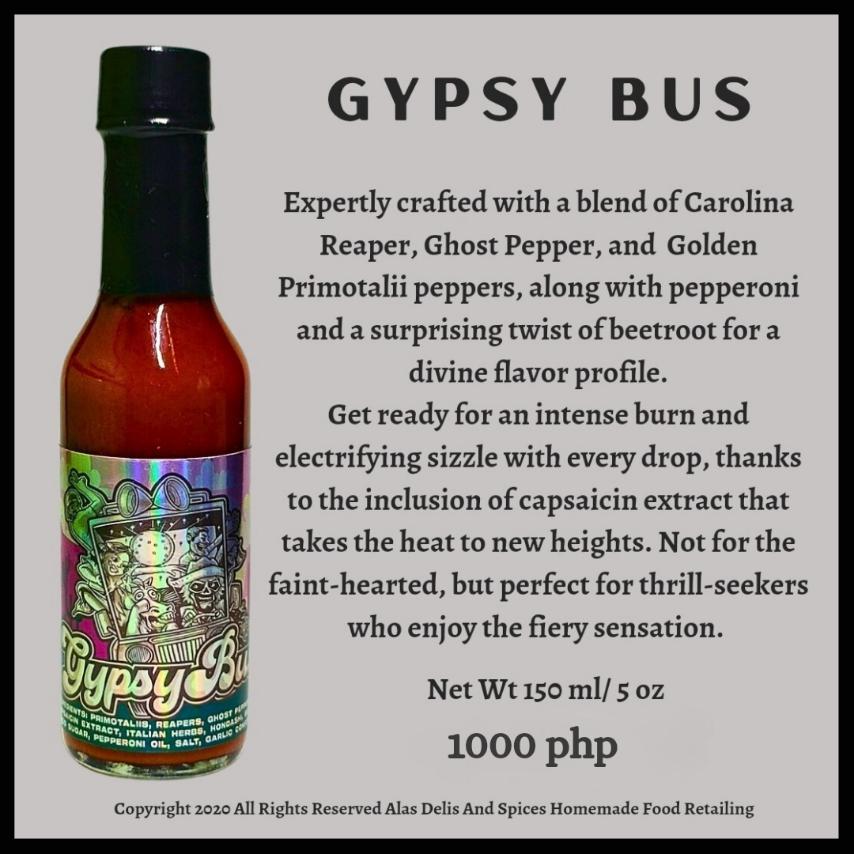 GYPSY BUS
Expertly crafted with a blend of Carolina
Reaper, Ghost Pepper, and Golden
Primotalii peppers, along with pepperoni
and a surprising twist of beetroot for a
divine flavor profile.
Get ready for an intense burn and
electrifying sizzle with every drop, thanks
to the inclusion of capsaicin extract that
takes the heat to new heights. Not for the
faint-hearted, but perfect for thrill-seekers
who enjoy the fiery sensation.
Net Wt 150 ml/ 5 oz
1000 php
Gypsy Bu
PRIMOTALIIS, REAPERS, GHOST
EXTRACT, ITALIAN HERBS, HONDASHI,
SUGAR, PEPPERONI OIL, SALT, GARLIC
Copyright 2020 All Rights Reserved Alas Delis And Spices Homemade Food Retailing